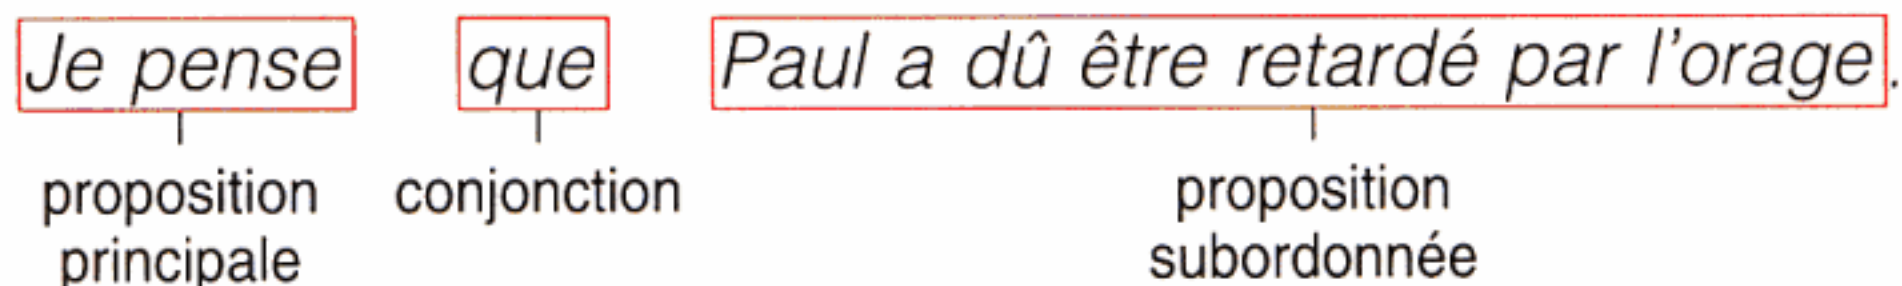 Je pense que Paul a dû être retardé par l'orage.
proposition principale
conjonction
proposition subordonnée